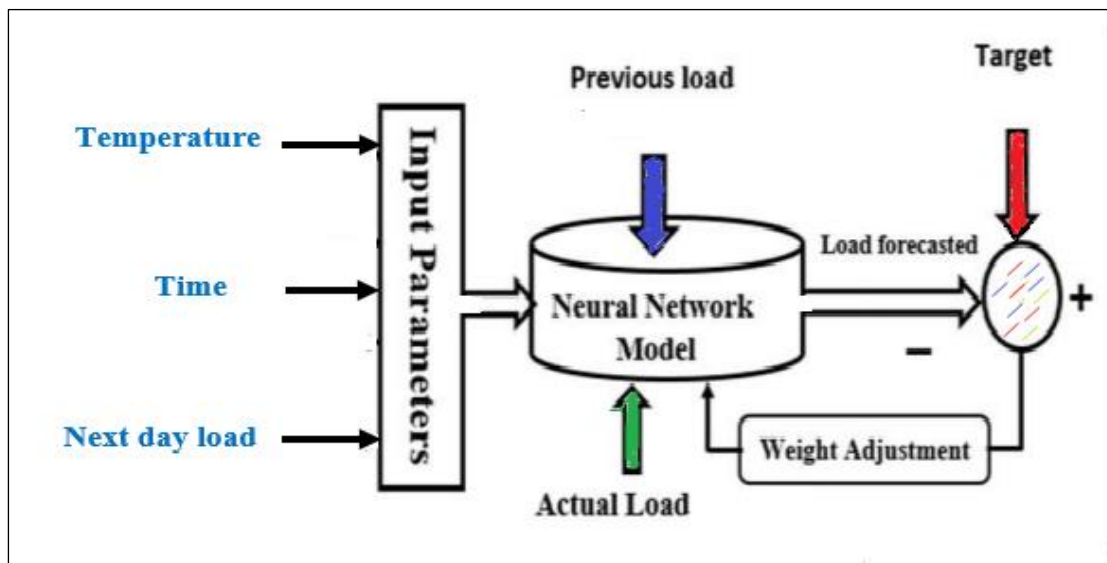 Target
Previous load
Temperature
Input Parameters
Load forecasted
Time
+
Neural Network
Model
−
Next day load
Weight Adjustment
Actual Load